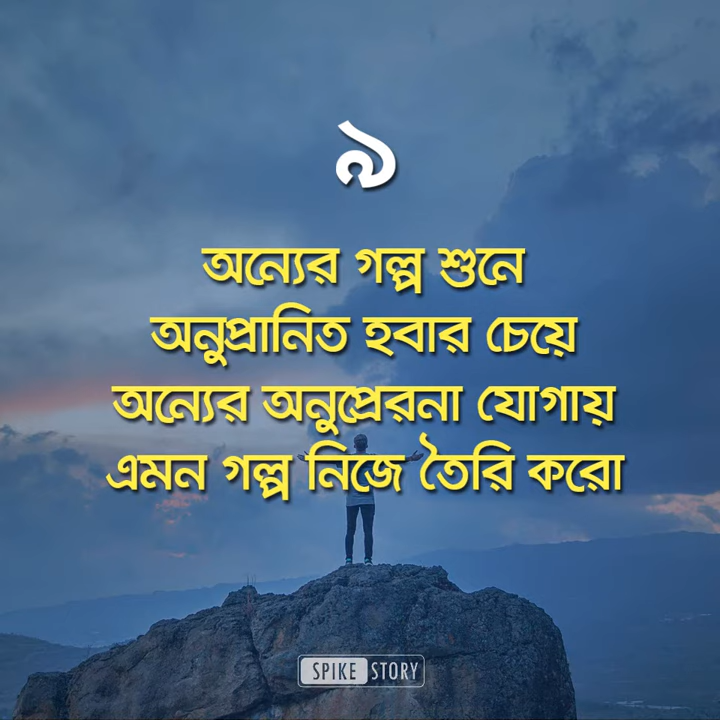 ৯
অন্যের গল্প শুনে
অনুপ্রানিত হবার চেয়ে
অন্যের অনুপ্রেরনা যোগায়
এমন গল্প নিজে তৈরি করো
SPIKE STORY